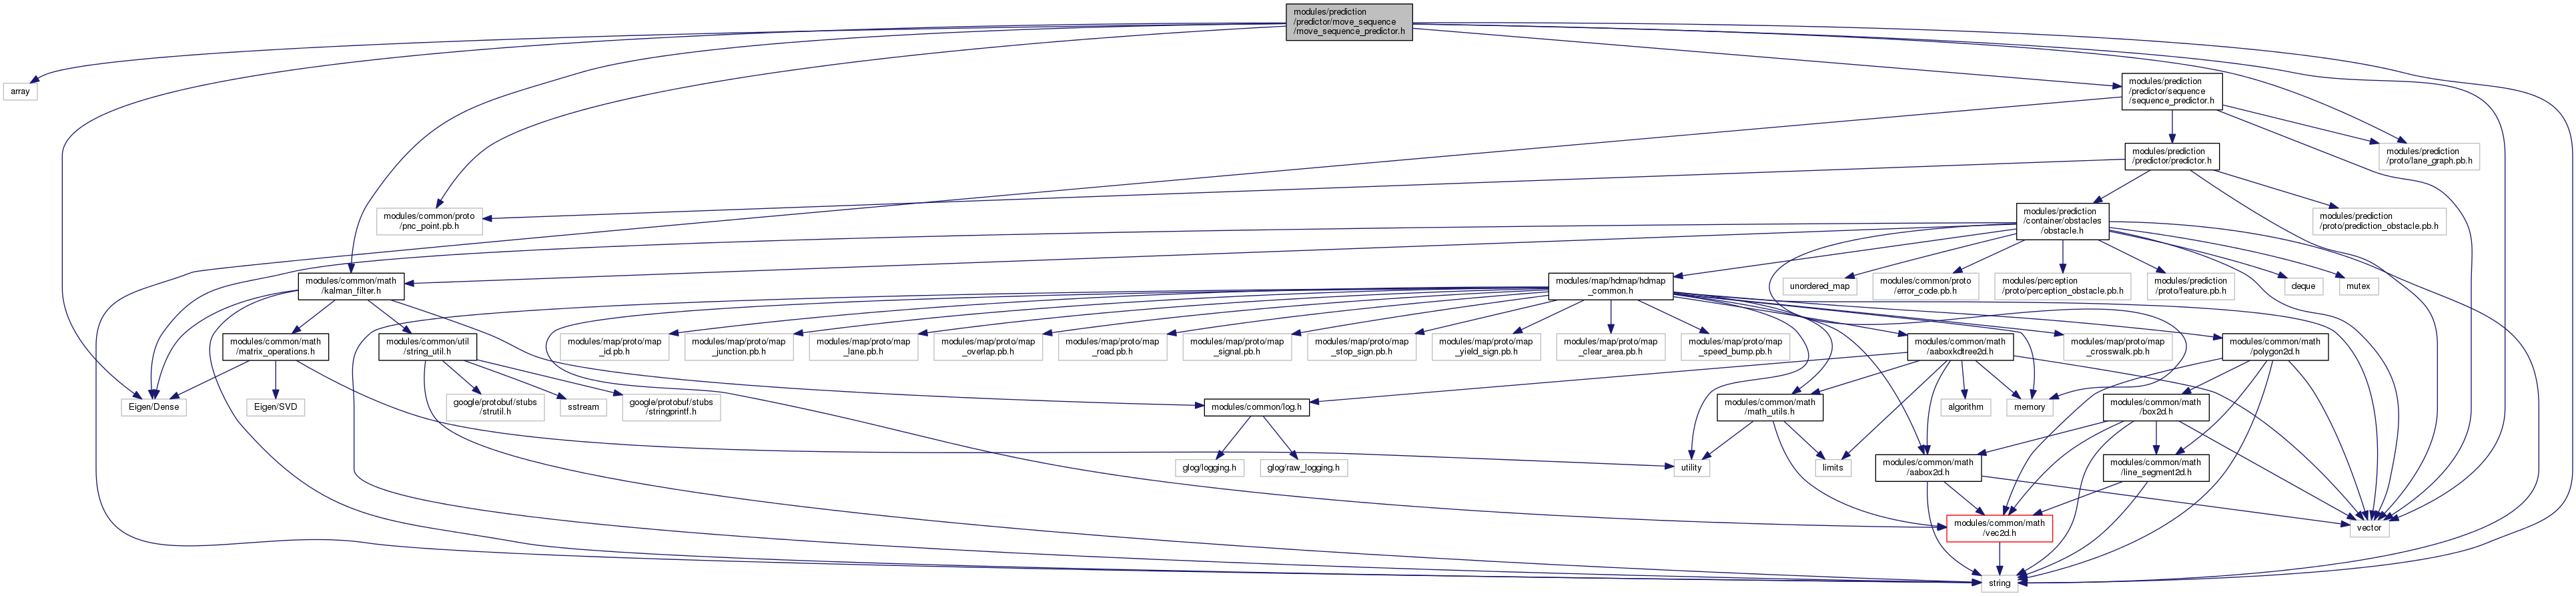 modules/prediction
/predictor/move_sequence
/move_sequence_predictor.h
array
modules/prediction
/predictor/sequence
/sequence_predictor.h
modules/prediction
/predictor/predictor.h
modules/prediction
/proto/lane_graph.pb.h
modules/common/proto
/pnc_point.pb.h
modules/prediction
/container/obstacles
/obstacle.h
modules/prediction
/proto/prediction_obstacle.pb.h
modules/common/math
/kalman_filter.h
modules/map/hdmap/hdmap
_common.h
unordered_map
modules/common/proto
/error_code.pb.h
modules/perception
/proto/perception_obstacle.pb.h
modules/prediction
/proto/feature.pb.h
deque
mutex
modules/common/math
/matrix_operations.h
modules/common/util
/string_util.h
modules/map/proto/map
_id.pb.h
modules/map/proto/map
_junction.pb.h
modules/map/proto/map
_lane.pb.h
modules/map/proto/map
_overlap.pb.h
modules/map/proto/map
_road.pb.h
modules/map/proto/map
_signal.pb.h
modules/map/proto/map
_stop_sign.pb.h
modules/map/proto/map
_yield_sign.pb.h
modules/map/proto/map
_clear_area.pb.h
modules/map/proto/map
_speed_bump.pb.h
modules/common/math
/aaboxkdtree2d.h
modules/map/proto/map
_crosswalk.pb.h
modules/common/math
/polygon2d.h
Eigen/Dense
Eigen/SVD
google/protobuf/stubs
/strutil.h
sstream
google/protobuf/stubs
/stringprintf.h
modules/common/log.h
modules/common/math
/math_utils.h
algorithm
memory
modules/common/math
/box2d.h
glog/logging.h
glog/raw_logging.h
utility
limits
modules/common/math
/aabox2d.h
modules/common/math
/line_segment2d.h
modules/common/math
/vec2d.h
vector
string